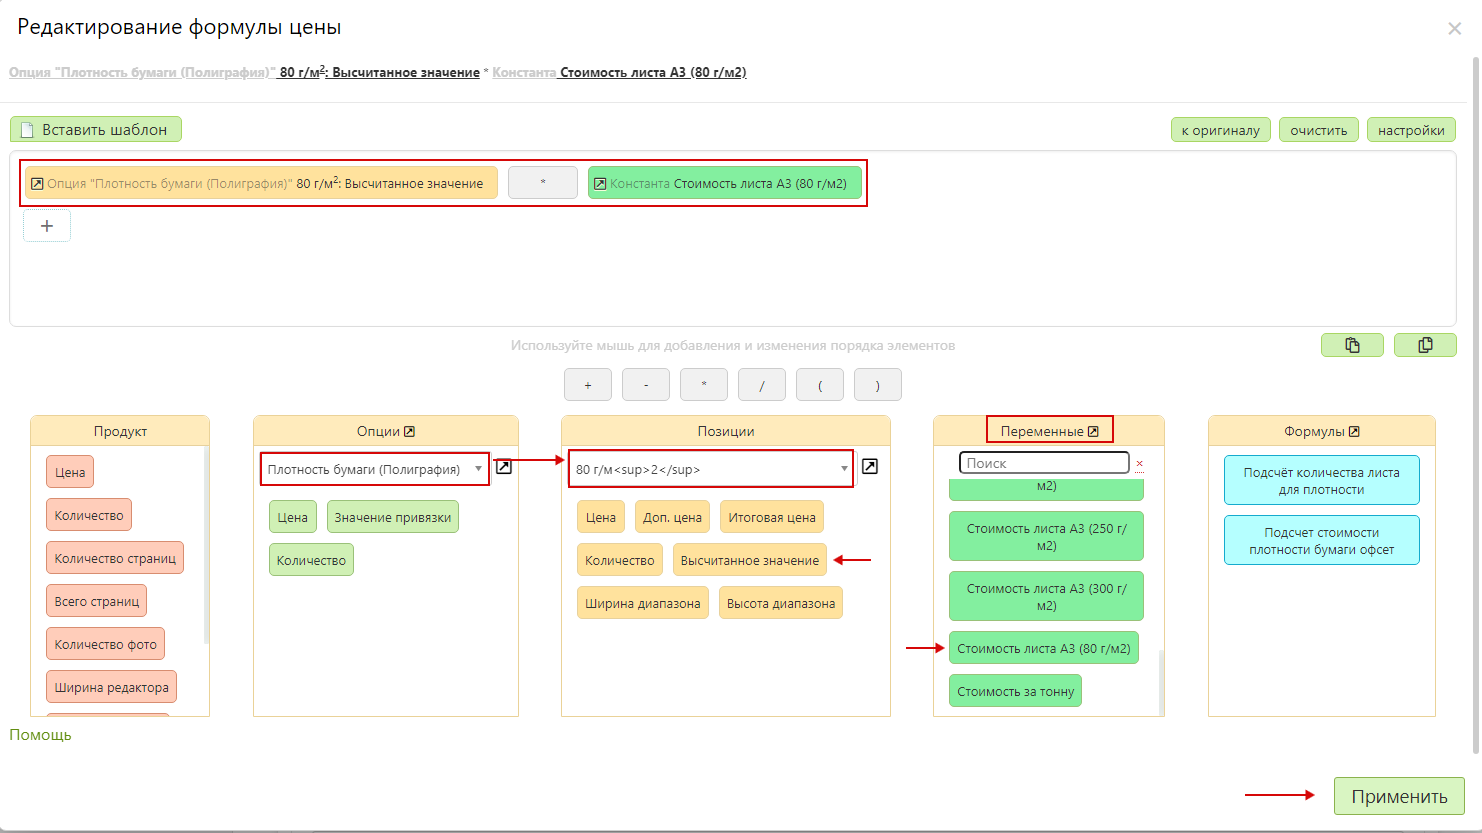 Редактирование формулы цены
×
Опция "Плотность бумаги (Полиграфия)" 80 г/м2: Высчитанное значение * Константа Стоимость листа А3 (80 г/м2)
Вставить шаблон
к оригиналу
очистить
настройки
Опция "Плотность бумаги (Полиграфия)" 80 г/м2: Высчитанное значение
*
Константа Стоимость листа А3 (80 г/м2)
+
Используйте мышь для добавления и изменения порядка элементов
+
-
*
/
(
)
Продукт
Цена
Количество
Количество страниц
Всего страниц
Количество фото
Ширина редактора
Опции
Плотность бумаги (Полиграфия)
Цена
Значение привязки
Количество
Позиции
80 г/м<sup>2</sup>
Цена
Доп. цена
Итоговая цена
Количество
Высчитанное значение
Ширина диапазона
Высота диапазона
Переменные
Поиск
×
м2)
Стоимость листа А3 (250 г/
м2)
Стоимость листа А3 (300 г/
м2)
Стоимость листа А3 (80 г/м2)
Стоимость за тонну
Формулы
Подсчёт количества листа
для плотности
Подсчет стоимости
плотности бумаги офсет
Помощь
Применить